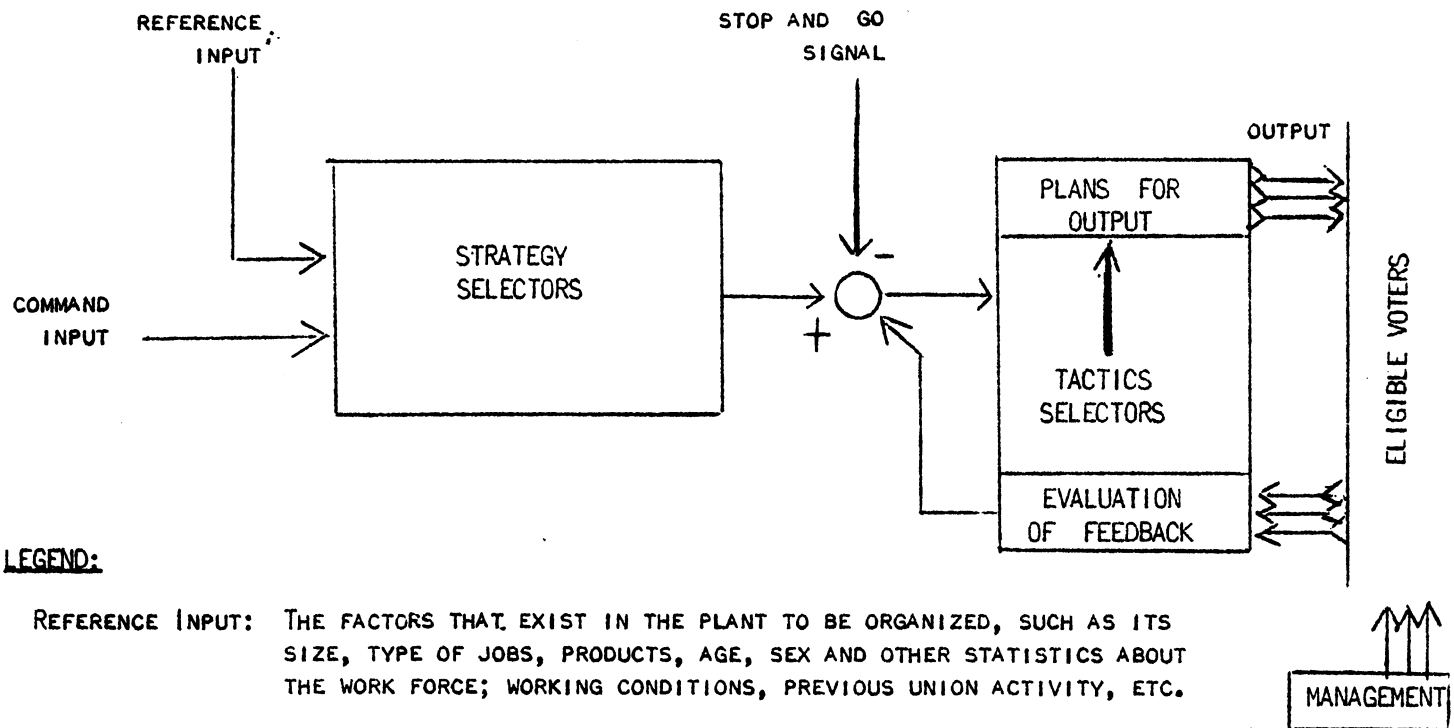 REFERENCE
INPUT
STOP AND GO
SIGNAL
OUTPUT
PLANS FOR
OUTPUT
STRATEGY
SELECTORS
-
COMMAND
INPUT
+
TACTICS
SELECTORS
ELIGIBLE VOTERS
EVALUATION
OF FEEDBACK
LEGEND:
REFERENCE INPUT: THE FACTORS THAT EXIST IN THE PLANT TO BE ORGANIZED, SUCH AS ITS
SIZE, TYPE OF JOBS, PRODUCTS, AGE, SEX AND OTHER STATISTICS ABOUT
THE WORK FORCE; WORKING CONDITIONS, PREVIOUS UNION ACTIVITY, ETC.
MANAGEMENT